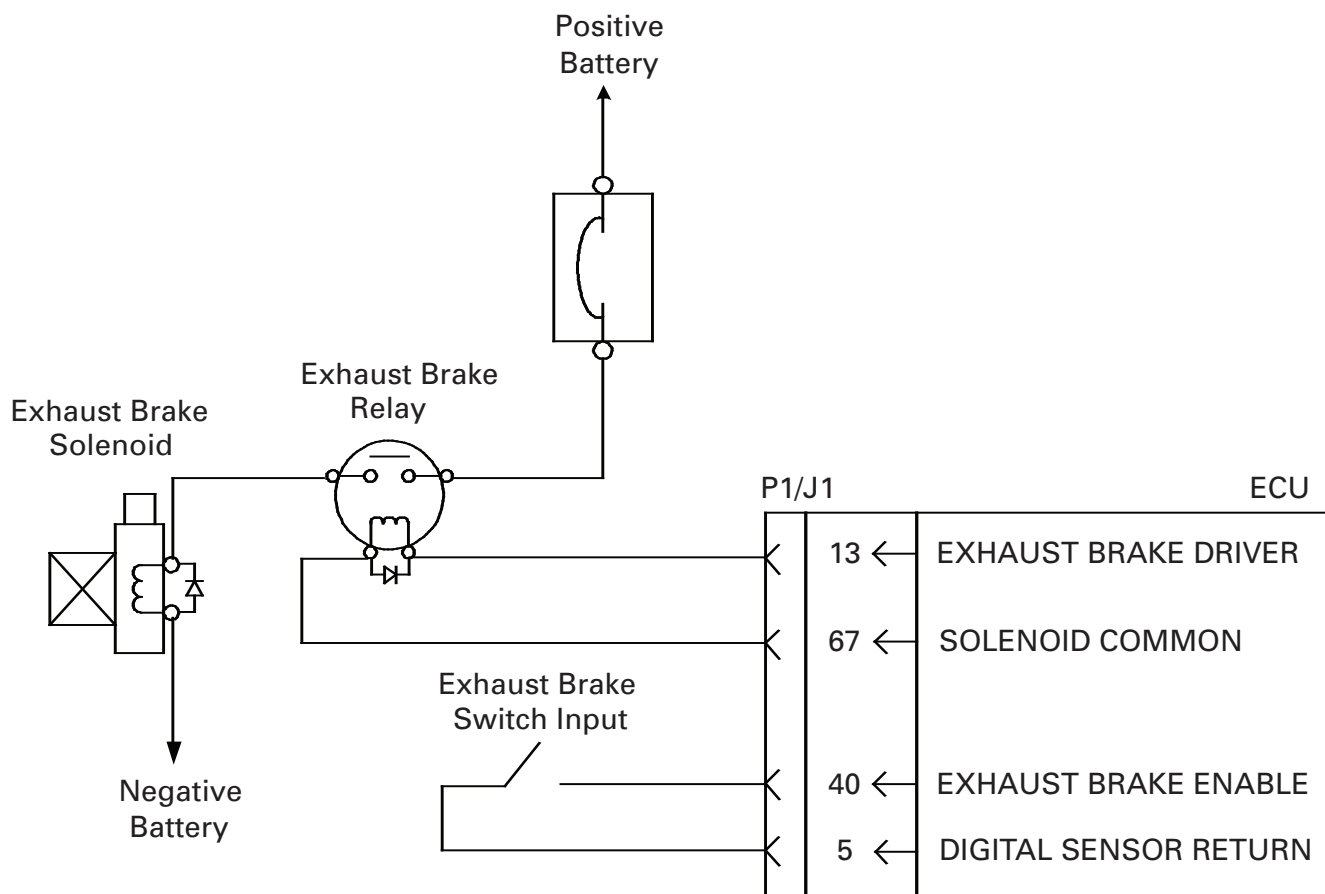 Positive
Battery
Exhaust Brake
Relay
Exhaust Brake
Solenoid
P1/J1
ECU
13
EXHAUST BRAKE DRIVER
67
SOLENOID COMMON
Exhaust Brake
Switch Input
40
EXHAUST BRAKE ENABLE
5
DIGITAL SENSOR RETURN
Negative
Battery